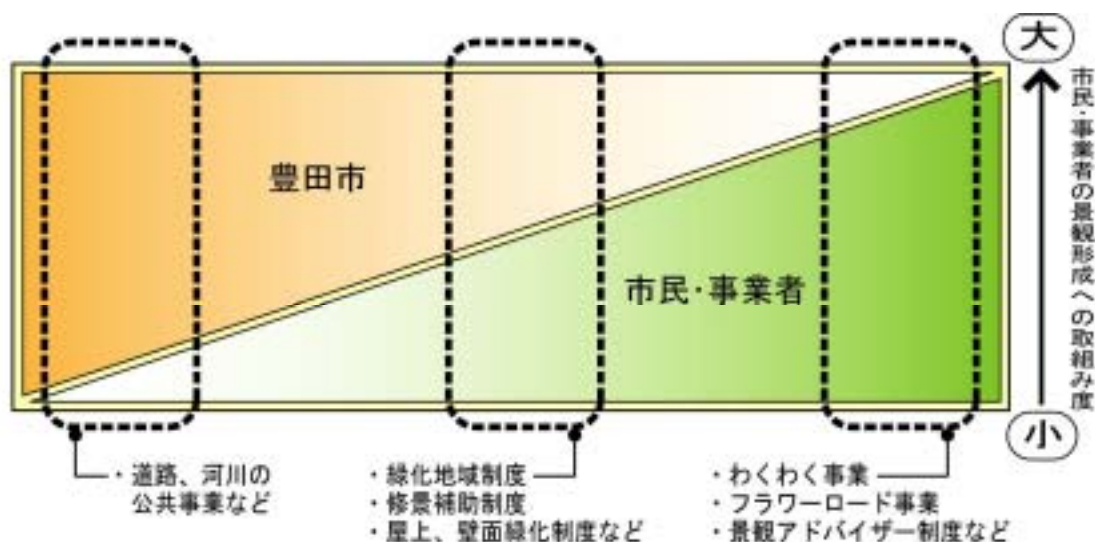 大
豊田市
市民・事業者
市民・事業者の景観形成への取組み度
小
・道路、河川の
公共事業など
・緑化地域制度
・修景補助制度
・屋上、壁面緑化制度など
・わくわく事業
・フラワーロード事業
・景観アドバイザー制度など